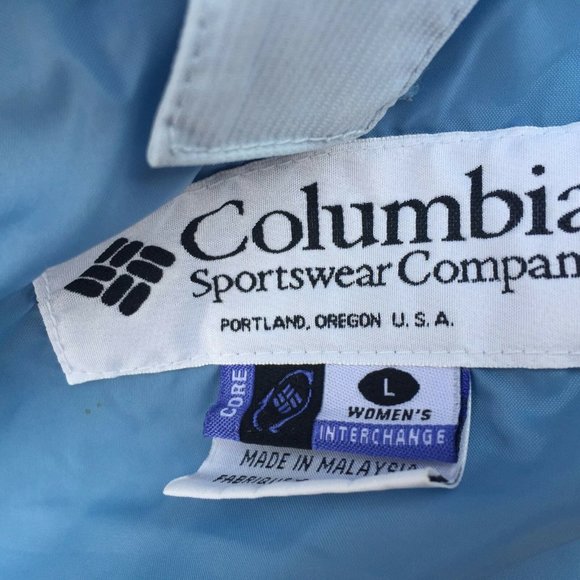 Columbia
Sportswear Compan
PORTLAND, OREGON U.S.A.
CORE
L
WOMEN'S
INTERCHANGE
MADE IN MALAYSIA